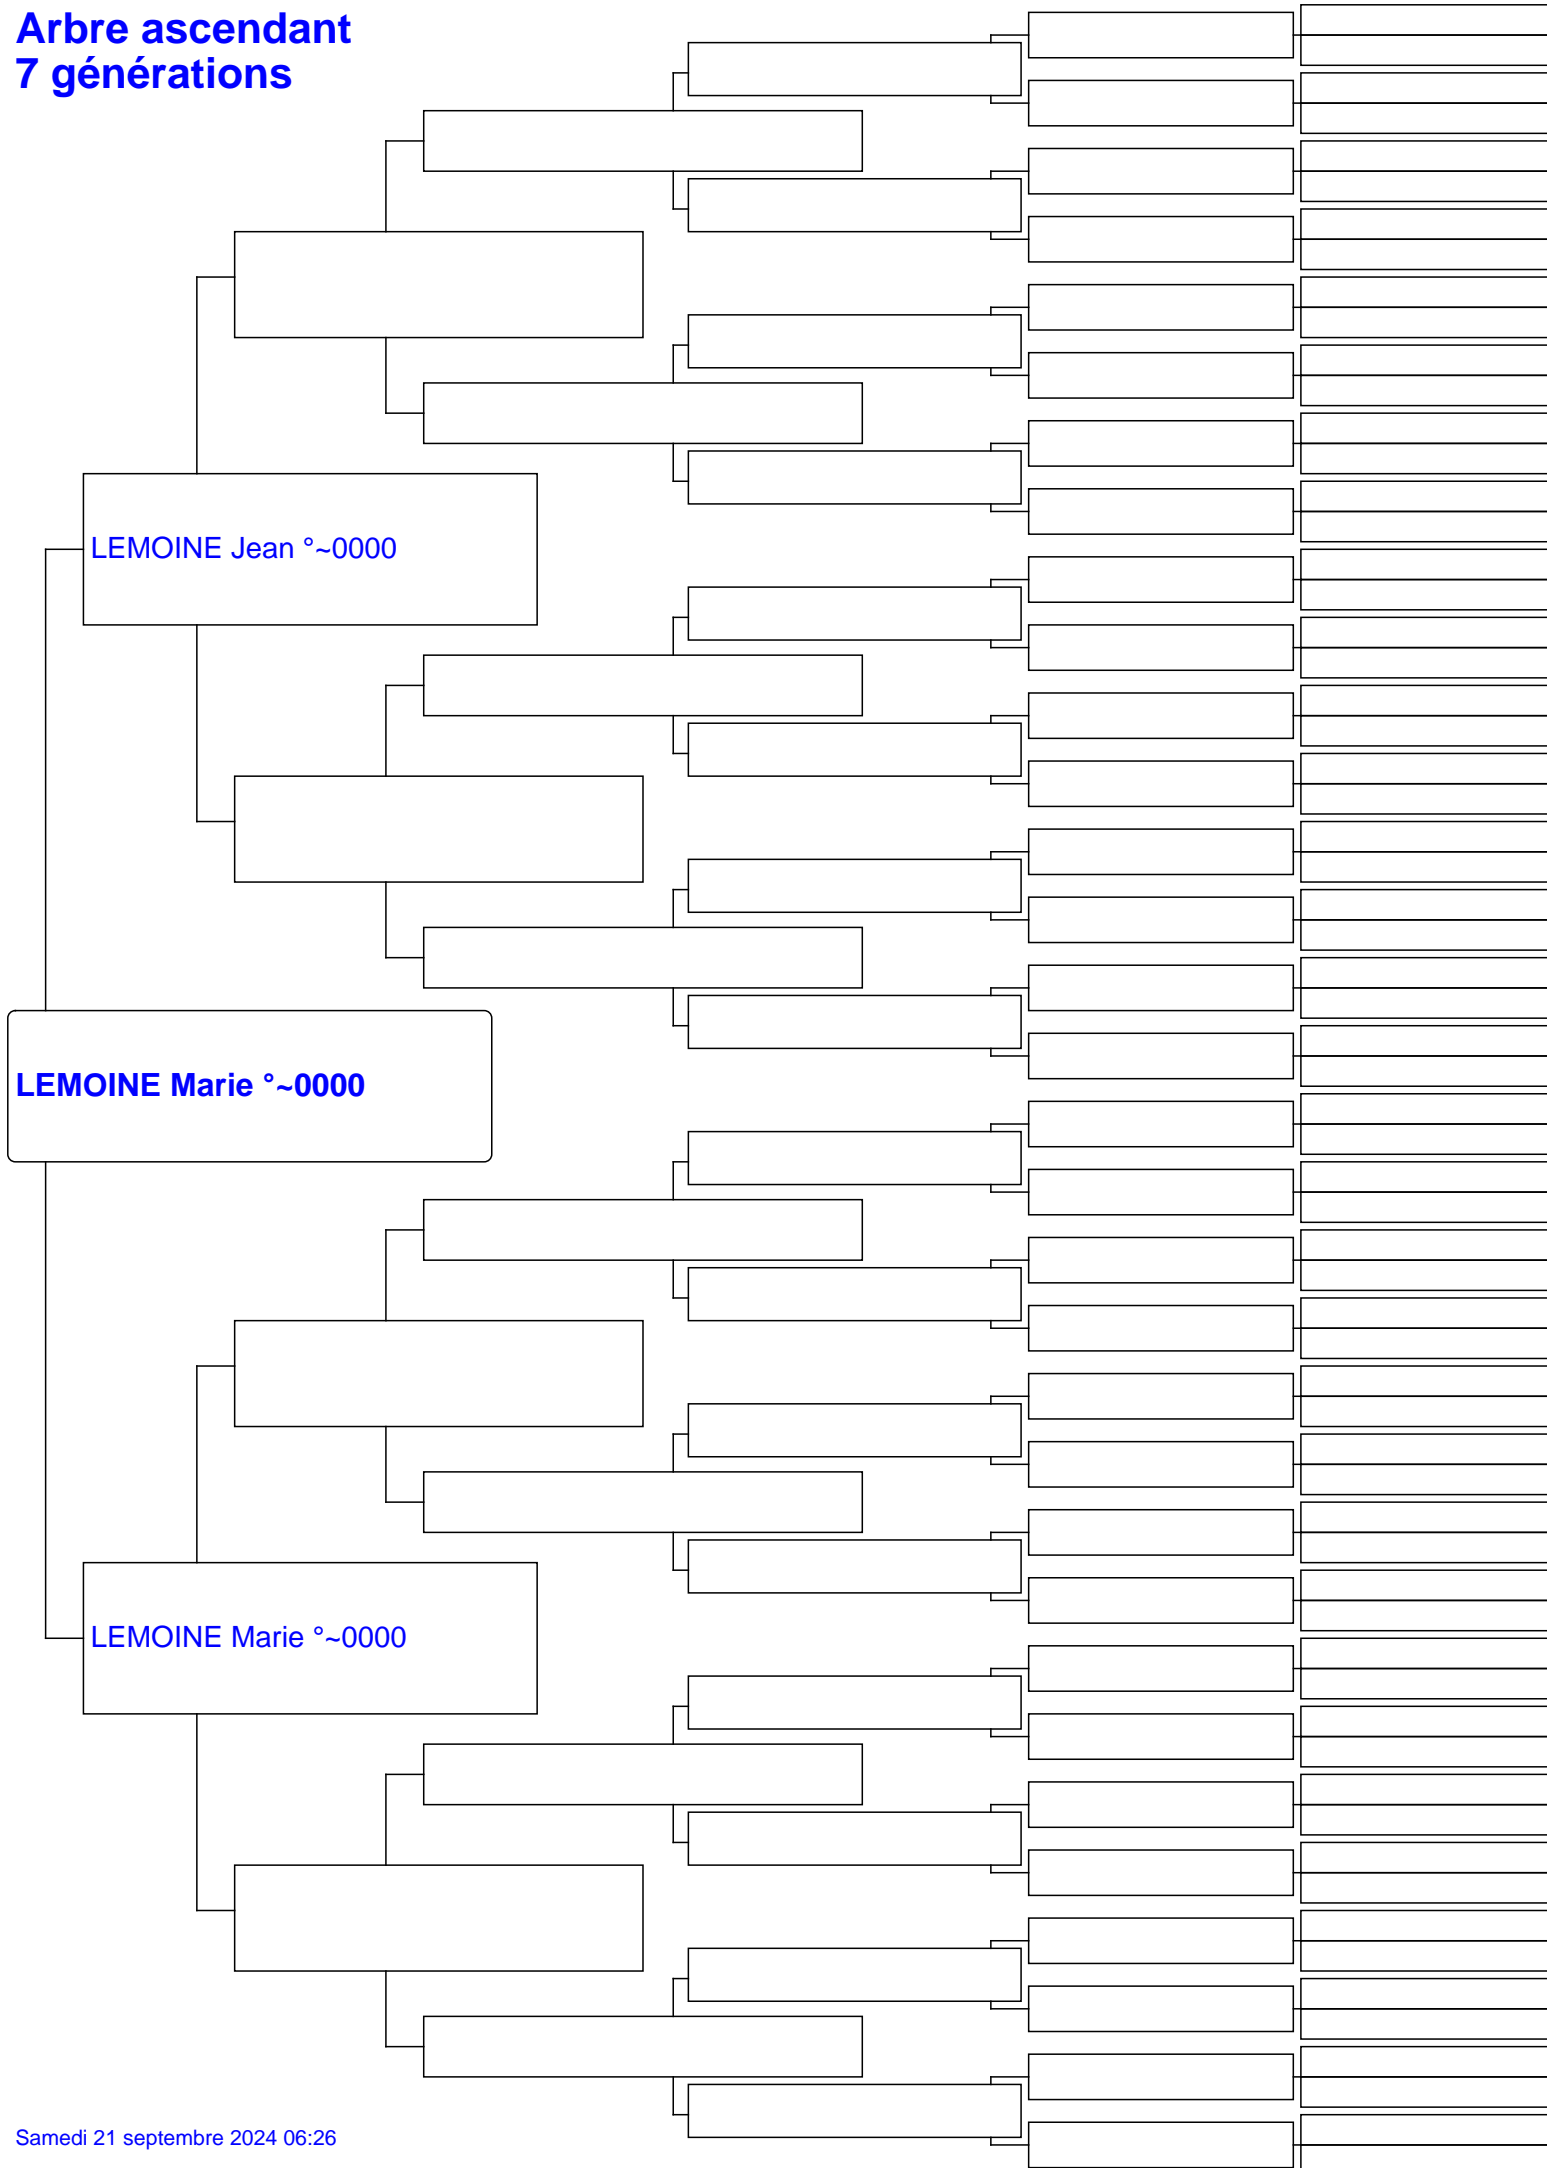 Arbre ascendant
7 générations
LEMOINE Jean °~0000
LEMOINE Marie °~0000
LEMOINE Marie °~0000
Samedi 21 septembre 2024 06:26